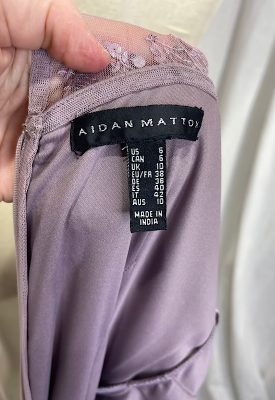 AIDAN MATTOX
US 6
CAN 6
UK 10
EU/FR 38
DE 36
ES 40
IT 42
AUS 10
MADE IN
INDIA